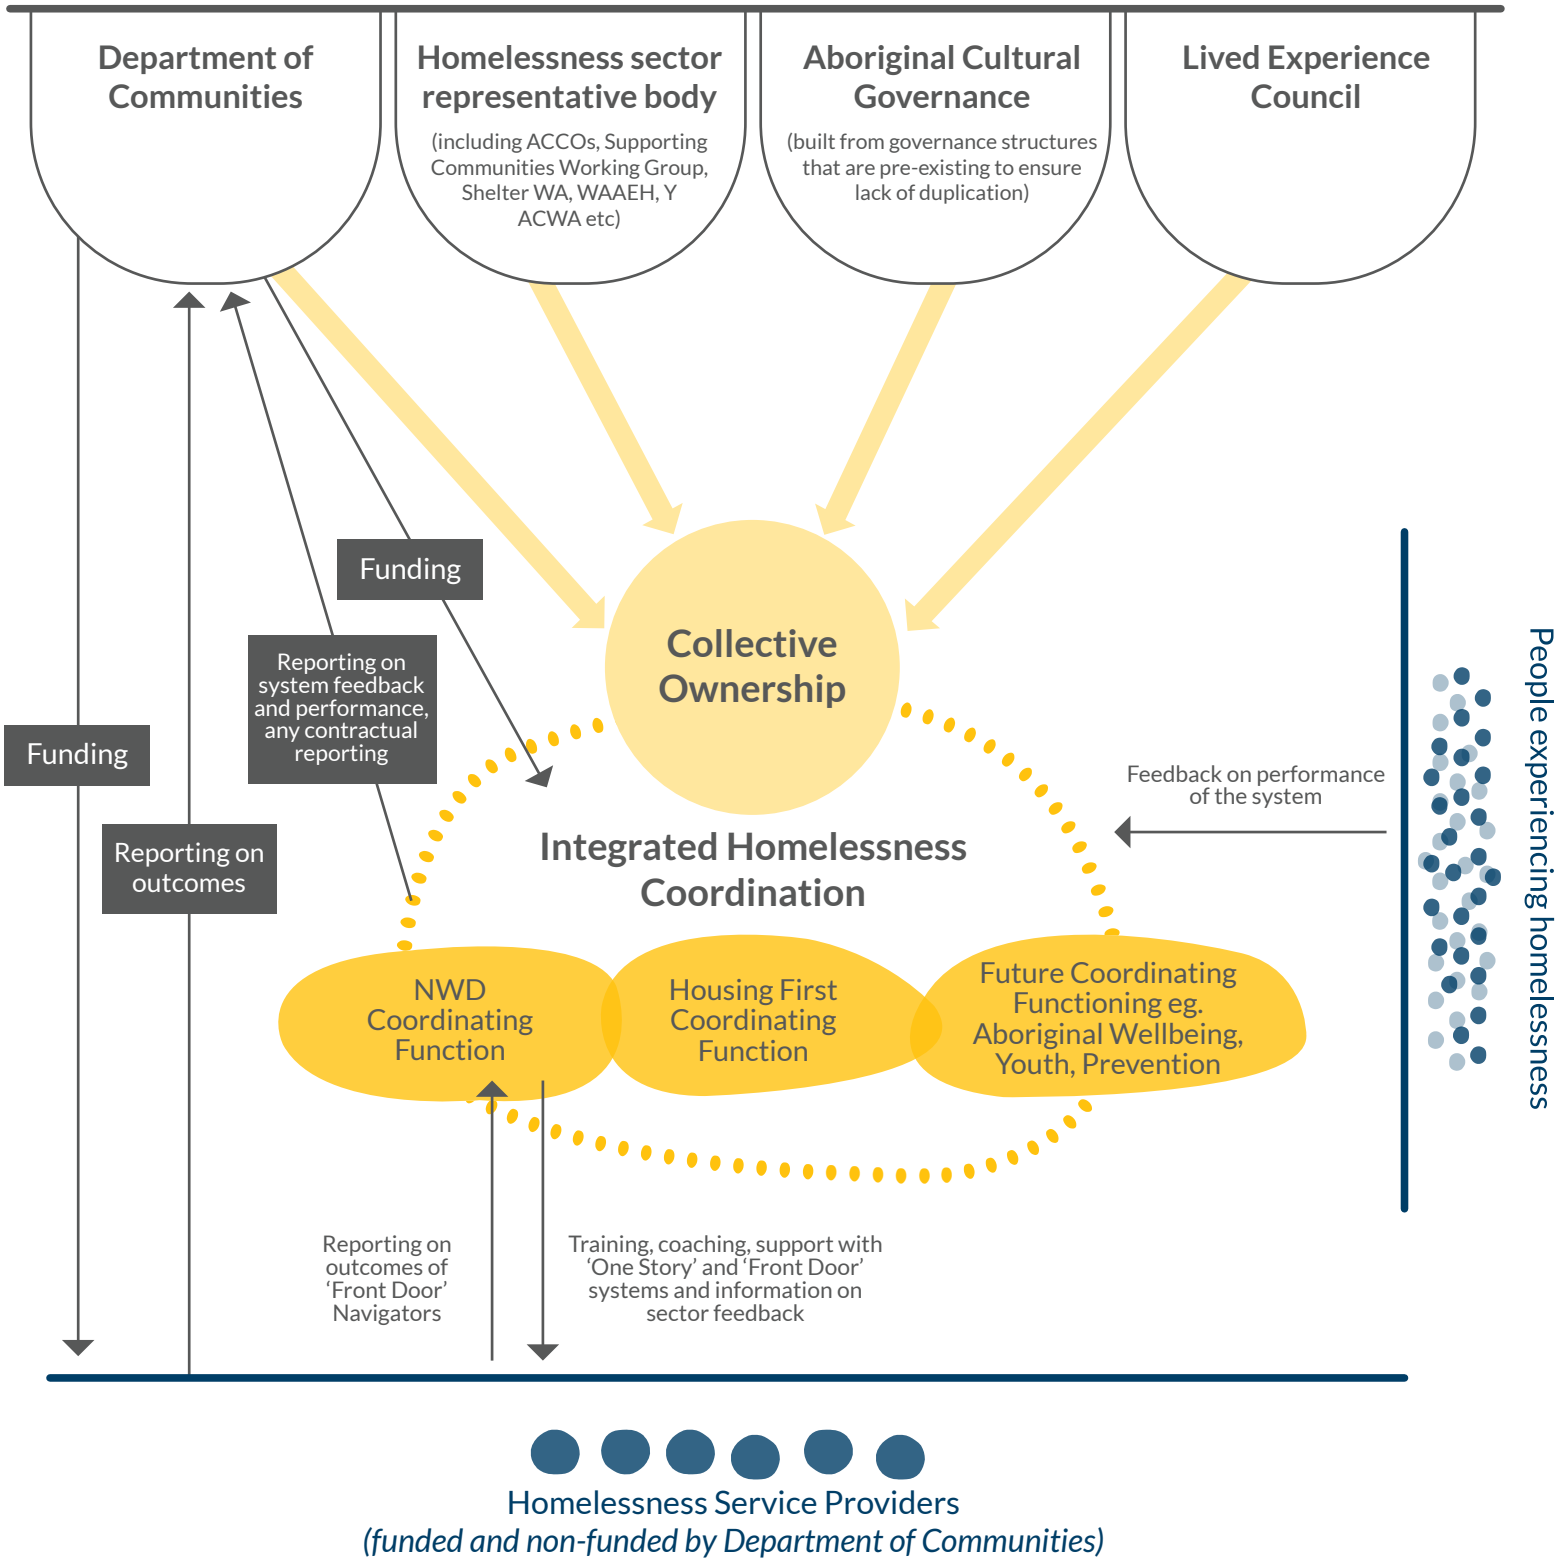 Department of
Communities
Homelessness sector
representative body
(including ACCOs, Supporting
Communities Working Group,
Shelter WA, WAAEH, Y
ACWA etc)
Aboriginal Cultural
Governance
(built from governance structures
that are pre-existing to ensure
lack of duplication)
Lived Experience
Council
Funding
Reporting on
system feedback
and performance,
any contractual
reporting
Funding
Reporting on
outcomes
Collective
Ownership
Integrated Homelessness
Coordination
Feedback on performance
of the system
People experiencing homelessness
NWD
Coordinating
Function
Housing First
Coordinating
Function
Future Coordinating
Functioning eg.
Aboriginal Wellbeing,
Youth, Prevention
Reporting on
outcomes of
‘Front Door’
Navigators
Training, coaching, support with
‘One Story’ and ‘Front Door’
systems and information on
sector feedback
Homelessness Service Providers
(funded and non-funded by Department of Communities)